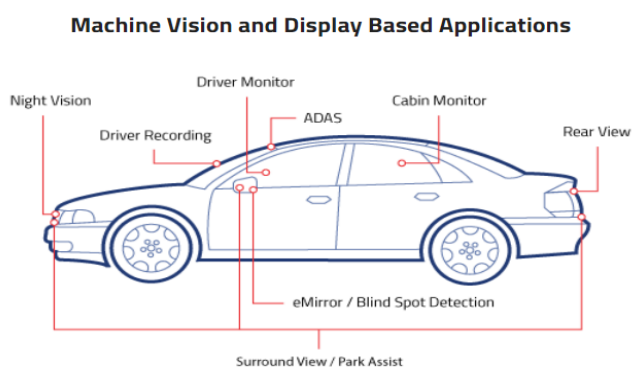 Machine Vision and Display Based Applications
Driver Monitor
Night Vision
Cabin Monitor
ADAS
Driver Recording
Rear View
eMirror / Blind Spot Detection
Surround View / Park Assist